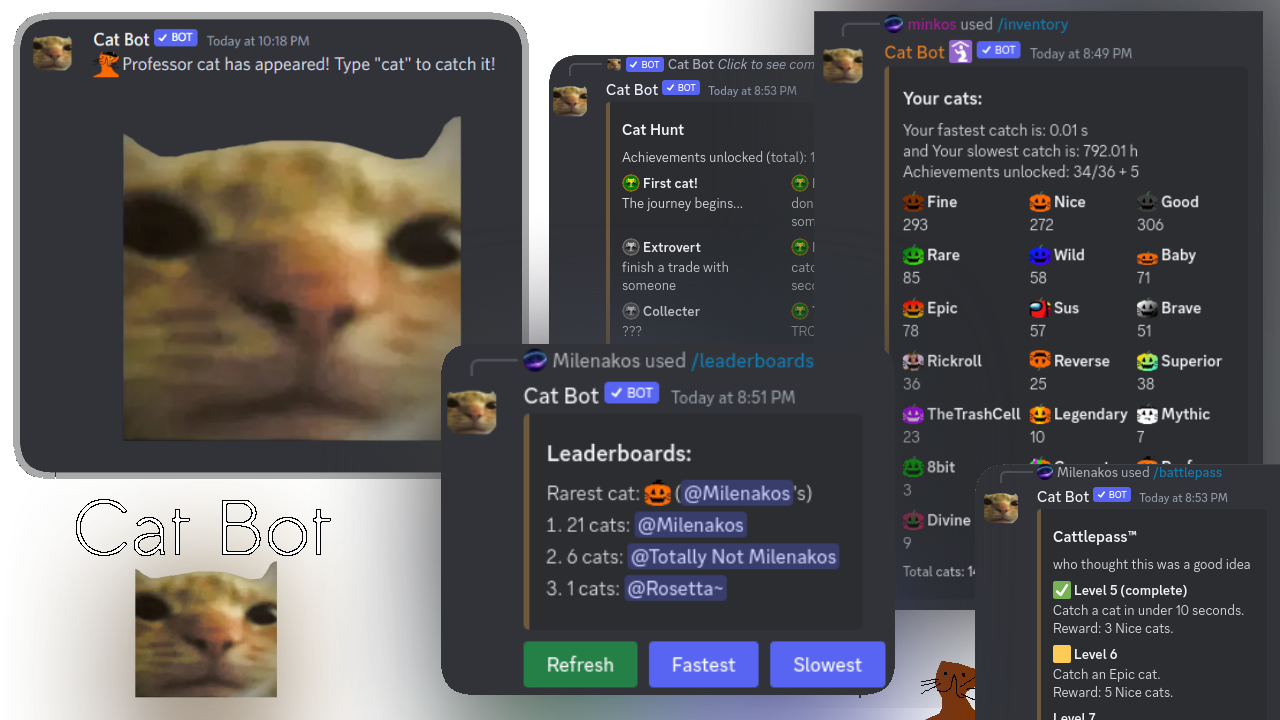 Cat Bot ✓ BOT Today at 10:18 PM
Professor cat has appeared! Type "cat" to catch it!
Cat Bot
✓ BOT Cat Bot Click to see
Cat Bot ✓ BOT Today at 8:53 PM
Cat Hunt
Achievements unlocked (total): 1
First cat!
The journey begins...
Extrovert
finish a trade with
someone
Collecter
???
minkos used /inventory
Cat Bot ✓ BOT Today at 8:49 PM
Your cats:
Your fastest catch is: 0.01 s
and Your slowest catch is: 792.01 h
Achievements unlocked: 34/36 + 5
Fine Nice Good
293 272 306
Rare Wild Baby
85 58 71
Epic Sus Brave
78 57 51
Rickroll Reverse Superior
36 25 38
TheTrashCell Legendary Mythic
23 10 7
8bit
3
Divine
9
Total cats:
Milenakos used /leaderboards
Cat Bot ✓ BOT Today at 8:51 PM
Leaderboards:
Rarest cat: (@Milenakos's)
1. 21 cats: @Milenakos
2. 6 cats: @Totally Not Milenakos
3. 1 cats: @Rosetta~
Refresh Fastest Slowest
Milenakos used /battlepass
Cat Bot ✓ BOT Today at 8:53 PM
Cattlepass™
who thought this was a good idea
Level 5 (complete)
Catch a cat in under 10 seconds.
Reward: 3 Nice cats.
Level 6
Catch an Epic cat.
Reward: 5 Nice cats.
Level 7